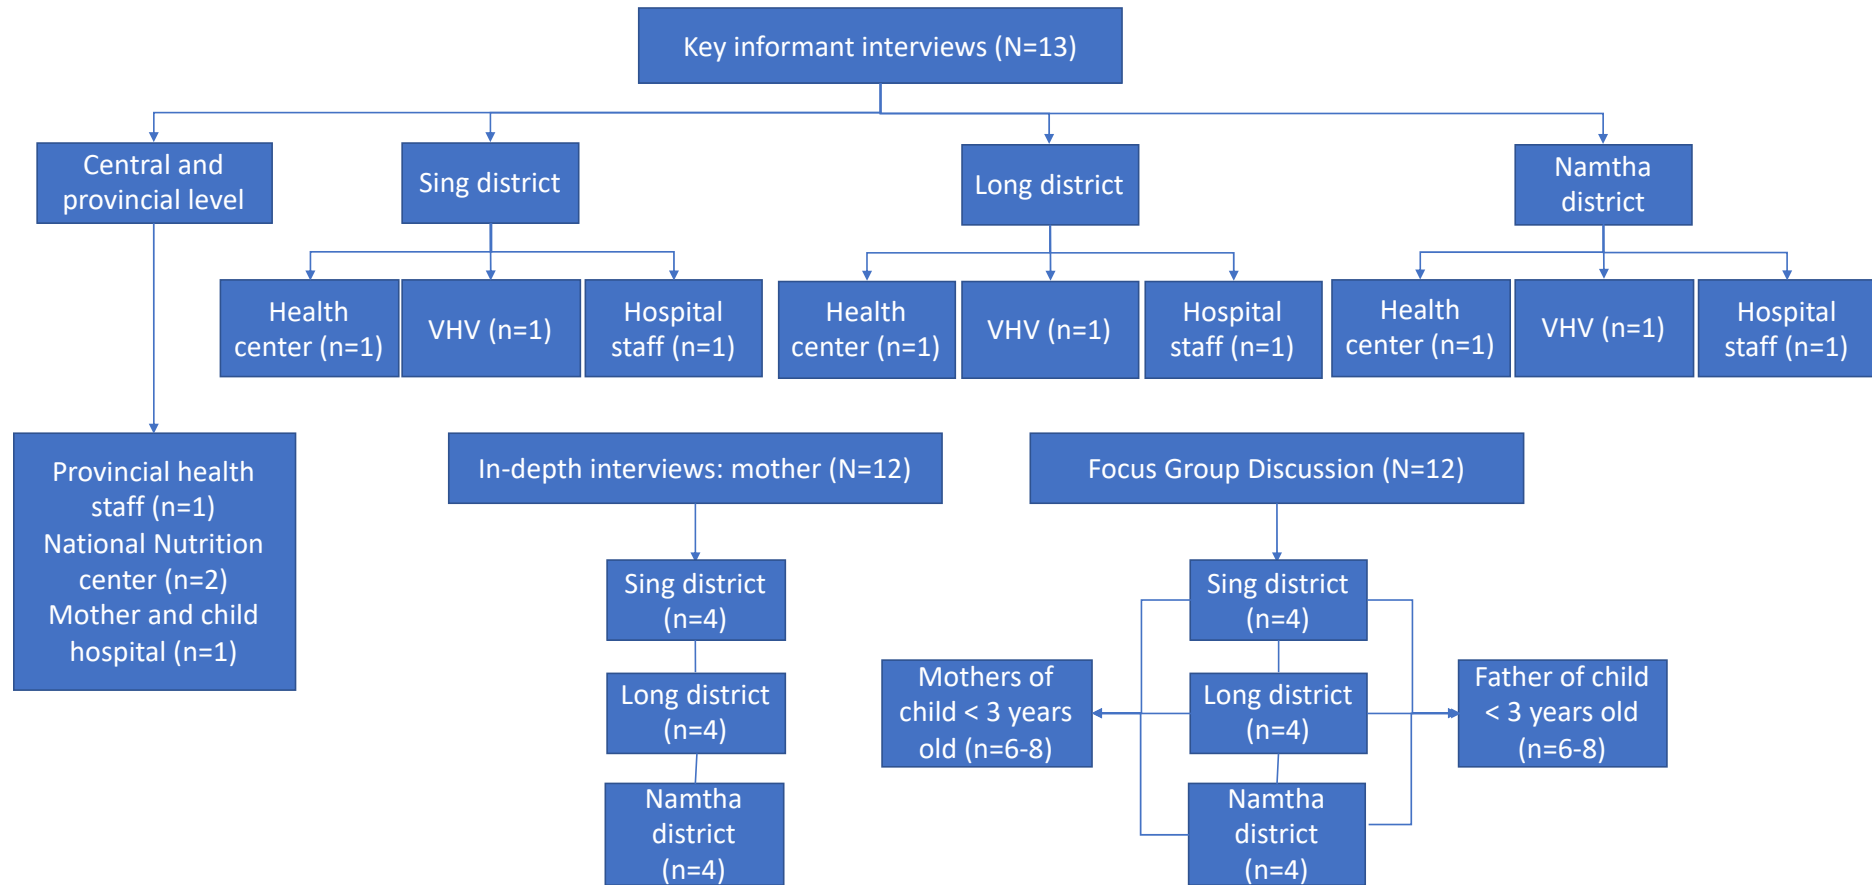 Key informant interviews (N=13)
Central and
provincial level
Sing district
Long district
Namtha
district
Health
center (n=1)
VHV (n=1)
Hospital
staff (n=1)
Health
center (n=1)
VHV (n=1)
Hospital
staff (n=1)
Health
center (n=1)
VHV (n=1)
Hospital
staff (n=1)
Provincial health
staff (n=1)
National Nutrition
center (n=2)
Mother and child
hospital (n=1)
In-depth interviews: mother (N=12)
Sing district
(n=4)
Long district
(n=4)
Namtha
district
(n=4)
Focus Group Discussion (N=12)
Sing district
(n=4)
Mothers of
child < 3 years
old (n=6-8)
Long district
(n=4)
Father of child
< 3 years old
(n=6-8)
Namtha
district
(n=4)